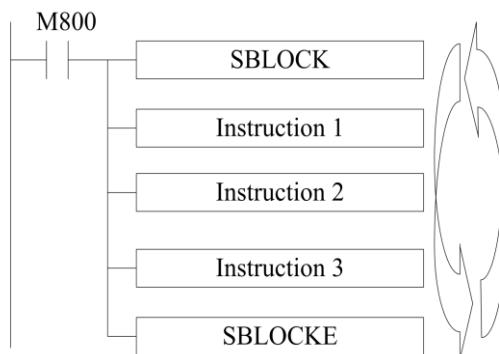 M800
SBLOCK
Instruction 1
Instruction 2
Instruction 3
SBLOCKE